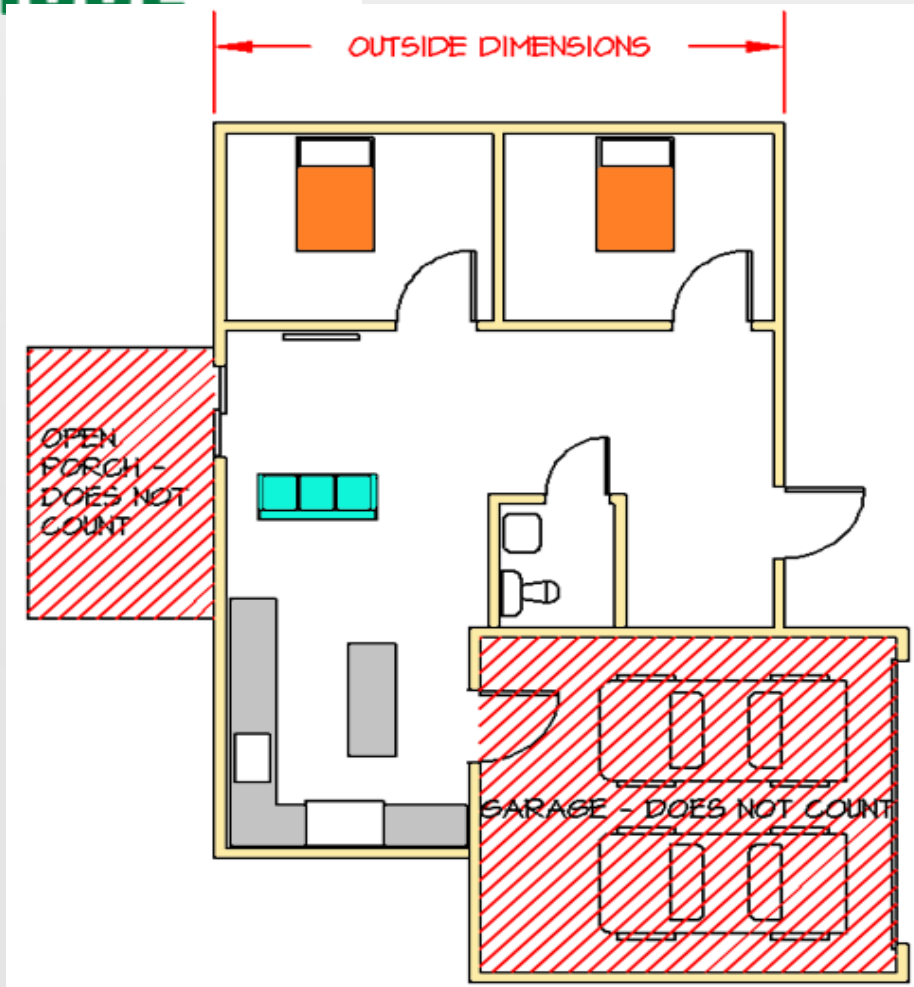 OUTSIDE DIMENSIONS
OPEN
PORCH -
DOES NOT
COUNT
GARAGE - DOES NOT COUNT